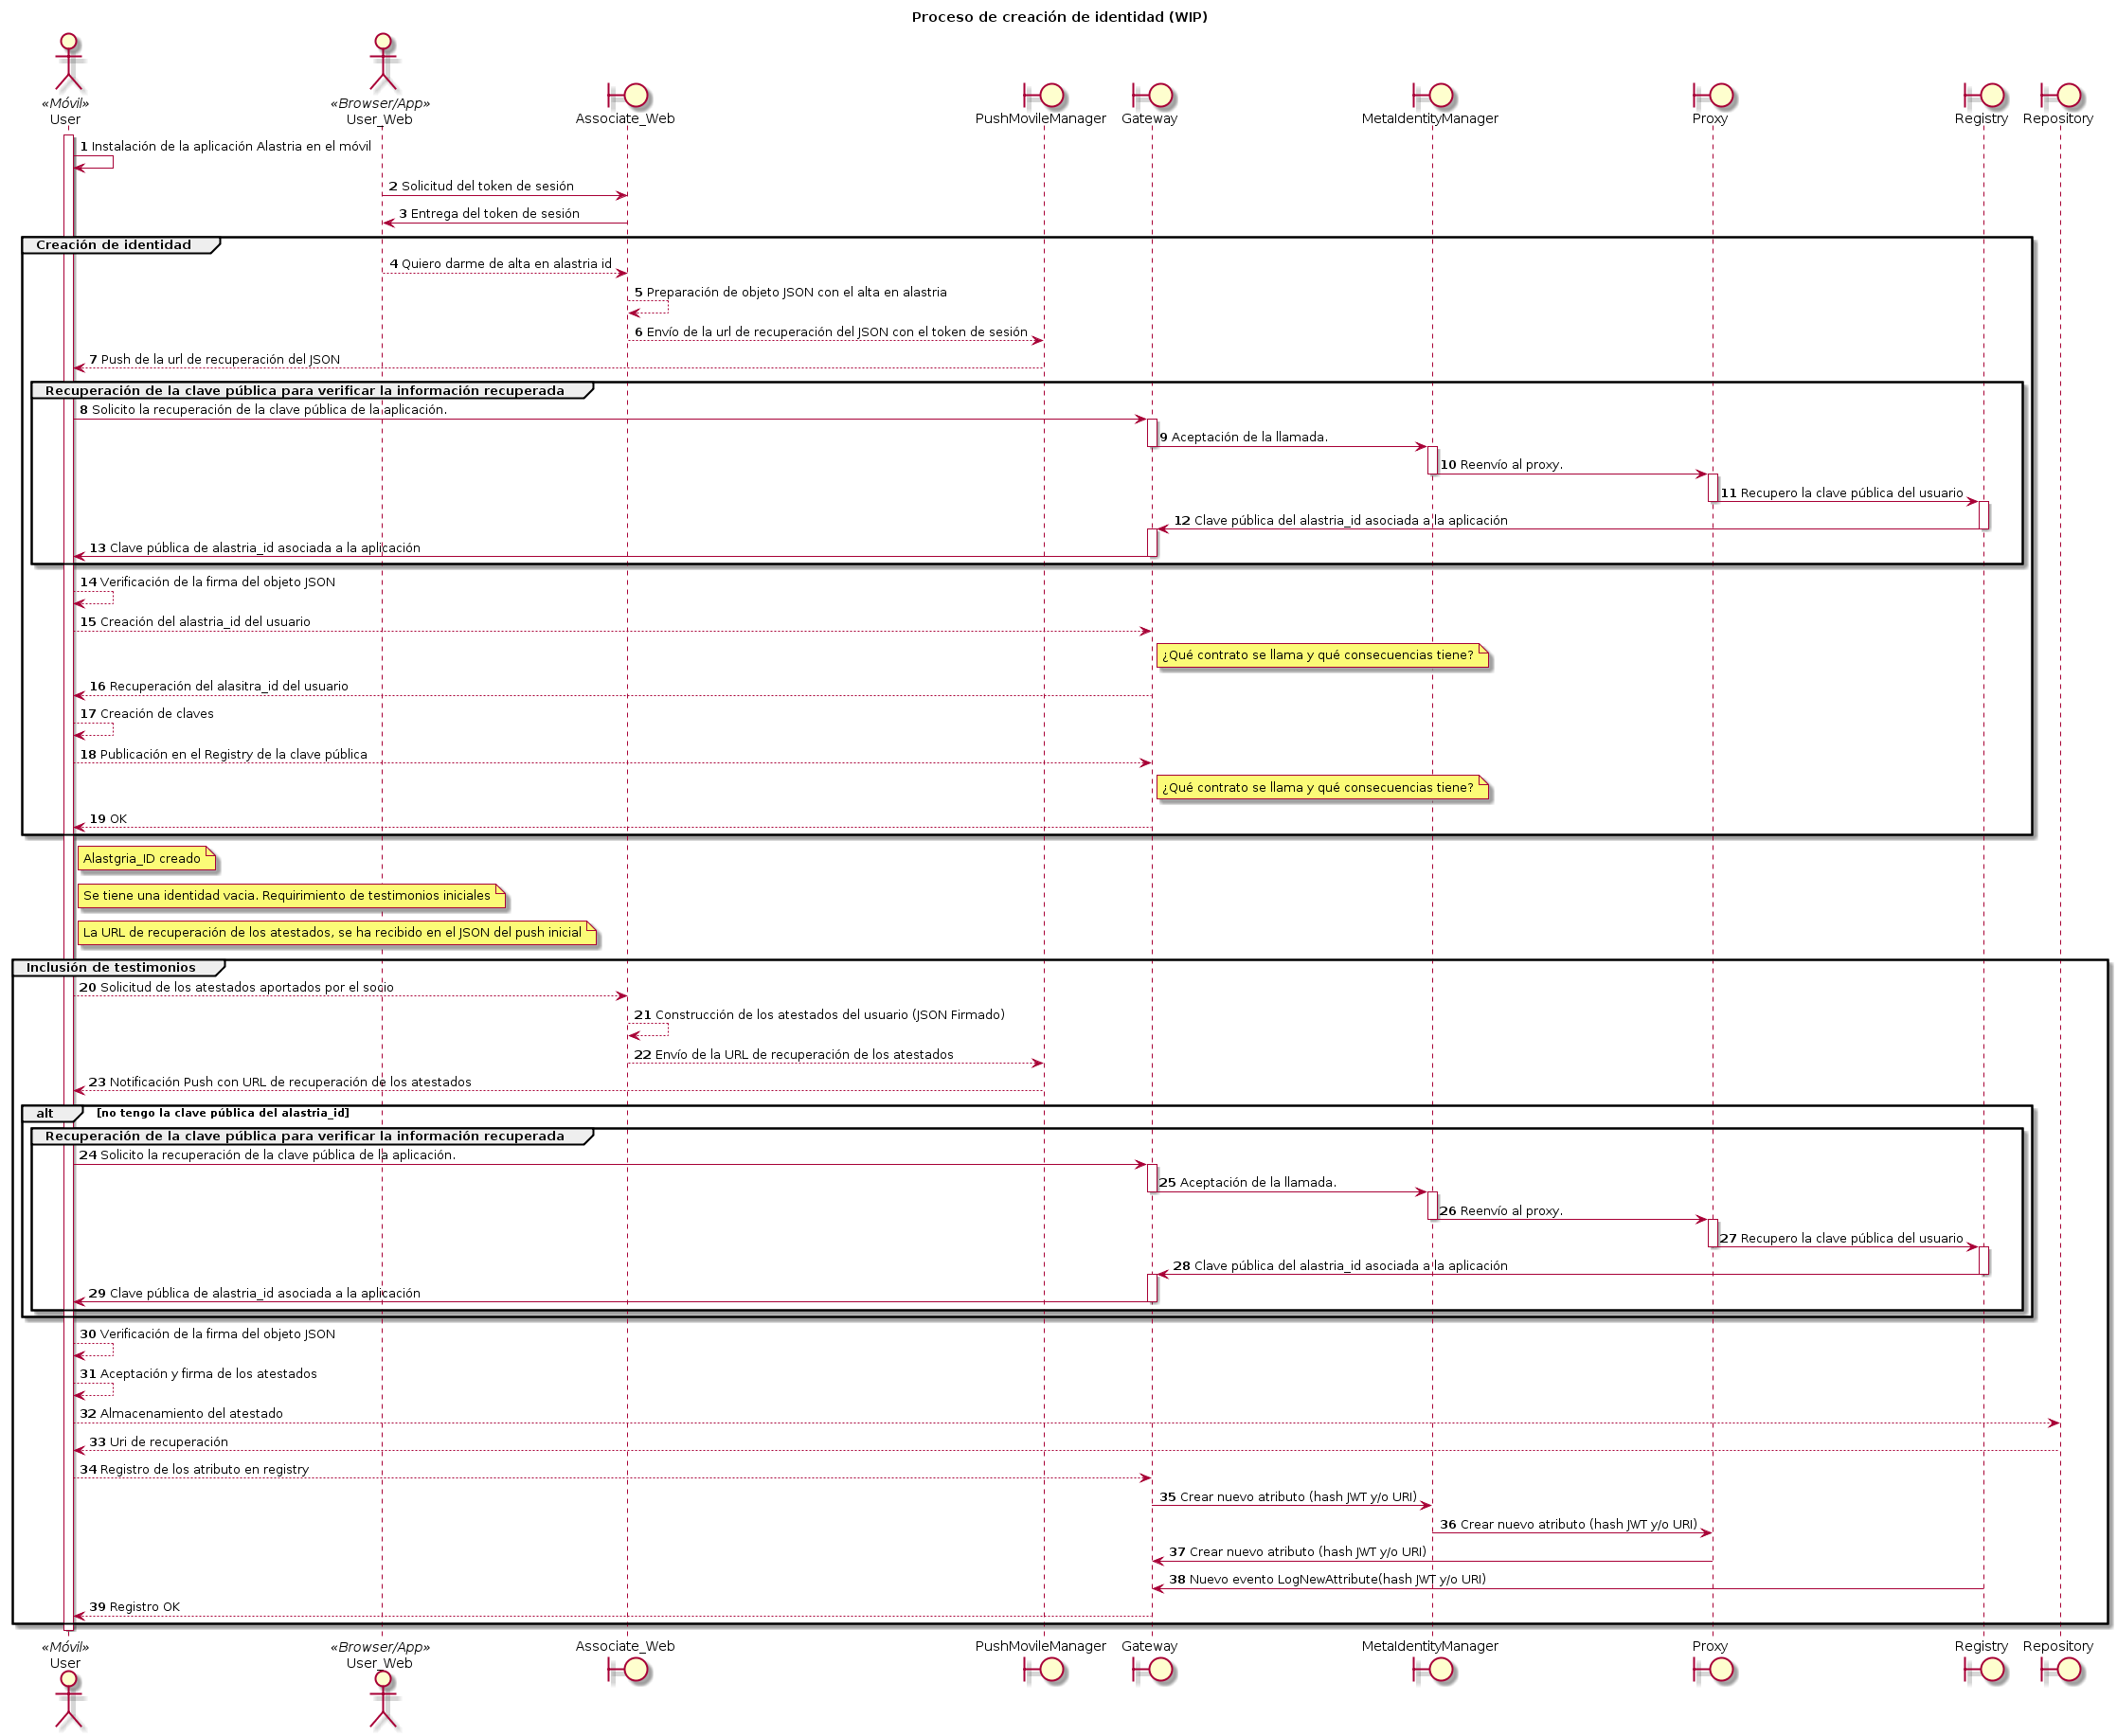 Proceso de creación de identidad (WIP)
«Móvil»
User
«Browser/App»
User_Web
Associate_Web
PushMovileManager
Gateway
MetaIdentityManager
Proxy
Registry
Repository
1 Instalación de la aplicación Alastria en el móvil
2 Solicitud del token de sesión
3 Entrega del token de sesión
Creación de identidad
4 Quiero darme de alta en alastria id
5 Preparación de objeto JSON con el alta en alastria
6 Envío de la url de recuperación del JSON con el token de sesión
7 Push de la url de recuperación del JSON
Recuperación de la clave pública para verificar la información recuperada
8 Solicito la recuperación de la clave pública de la aplicación.
9 Aceptación de la llamada.
10 Reenvío al proxy.
11 Recupero la clave pública del usuario
12 Clave pública del alastria_id asociada a la aplicación
13 Clave pública de alastria_id asociada a la aplicación
14 Verificación de la firma del objeto JSON
15 Creación del alastria_id del usuario
¿Qué contrato se llama y qué consecuencias tiene?
16 Recuperación del alasitra_id del usuario
17 Creación de claves
18 Publicación en el Registry de la clave pública
¿Qué contrato se llama y qué consecuencias tiene?
19 OK
Alastgria_ID creado
Se tiene una identidad vacia. Requirimiento de testimonios iniciales
La URL de recuperación de los atestados, se ha recibido en el JSON del push inicial
Inclusión de testimonios
20 Solicitud de los atestados aportados por el socio
21 Construcción de los atestados del usuario (JSON Firmado)
22 Envío de la URL de recuperación de los atestados
23 Notificación Push con URL de recuperación de los atestados
alt [no tengo la clave pública del alastria_id]
Recuperación de la clave pública para verificar la información recuperada
24 Solicito la recuperación de la clave pública de la aplicación.
25 Aceptación de la llamada.
26 Reenvío al proxy.
27 Recupero la clave pública del usuario
28 Clave pública del alastria_id asociada a la aplicación
29 Clave pública de alastria_id asociada a la aplicación
30 Verificación de la firma del objeto JSON
31 Aceptación y firma de los atestados
32 Almacenamiento del atestado
33 Uri de recuperación
34 Registro de los atributo en registry
35 Crear nuevo atributo (hash JWT y/o URI)
36 Crear nuevo atributo (hash JWT y/o URI)
37 Crear nuevo atributo (hash JWT y/o URI)
38 Nuevo evento LogNewAttribute(hash JWT y/o URI)
39 Registro OK
«Móvil»
User
«Browser/App»
User_Web
Associate_Web
PushMovileManager
Gateway
MetaIdentityManager
Proxy
Registry
Repository